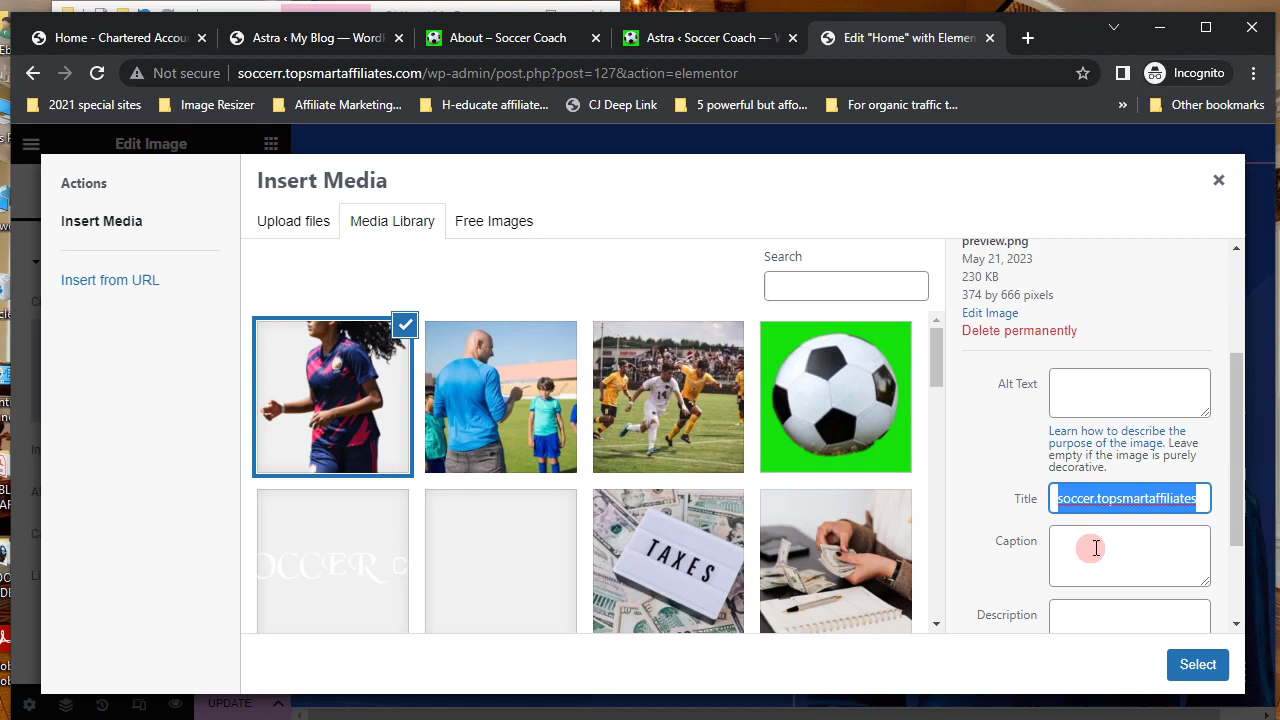 Home - Chartered Accou
Astra ‹ My Blog — Word
About – Soccer Coach
Astra ‹ Soccer Coach —
Edit "Home" with Elemen
Not secure
soccerr.topsmartaffiliates.com/wp-admin/post.php?post=127&action=elementor
Incognito
2021 special sites
Image Resizer
Affiliate Marketing...
H-educate affiliate...
CJ Deep Link
5 powerful but affo...
For organic traffic t...
»
Other bookmarks
Edit Image
Actions
Insert Media
Insert from URL
Insert Media
Upload files
Media Library
Free Images
Search
preview.png
May 21, 2023
230 KB
374 by 666 pixels
Edit Image
Delete permanently
Alt Text
Learn how to describe the
purpose of the image. Leave
empty if the image is purely
decorative.
Title
soccer.topsmartaffiliates
Caption
Description
14
OCCER C
TAXES
Select
UPDATE